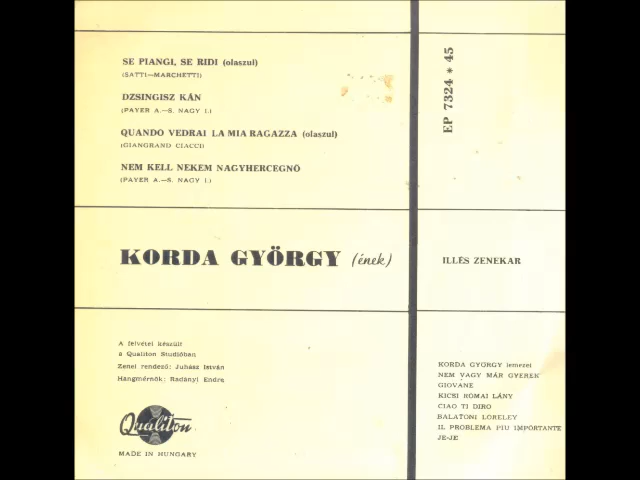 SE PIANGI, SE RIDI (olaszul)
(SATTI—MARCHETTI)
DZSINGISZ KÁN
(PAYER A.—S. NAGY I.)
QUANDO VEDRAI LA MIA RAGAZZA (olaszul)
(GIANGRAND CIACCI)
NEM KELL NEKEM NAGYHERCEGNŐ
(PAYER A.—S. NAGY I.)
EP 7324 * 45
KORDA GYÖRGY (ének)
ILLÉS ZENEKAR
A felvétel készült
a Qualiton Studióban
Zenei rendező: Juhász István
Hangmérnök: Radányi Endre
Qualiton
MADE IN HUNGARY
KORDA GYÖRGY lemezei
NEM VAGY MÁR GYEREK
GIOVANE
KICSI ROMAI LÁNY
CIAO TI DIRO
BALATONI LORELEY
IL PROBLEMA PIU IMPORTANTE
JE-JE